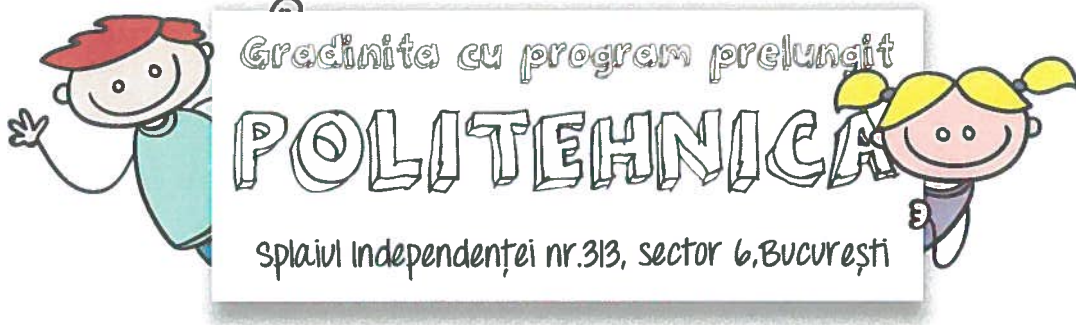 Gradinita cu program prelungit
POLITEHNICA
Splaiul Independenței nr.313, sector 6,București